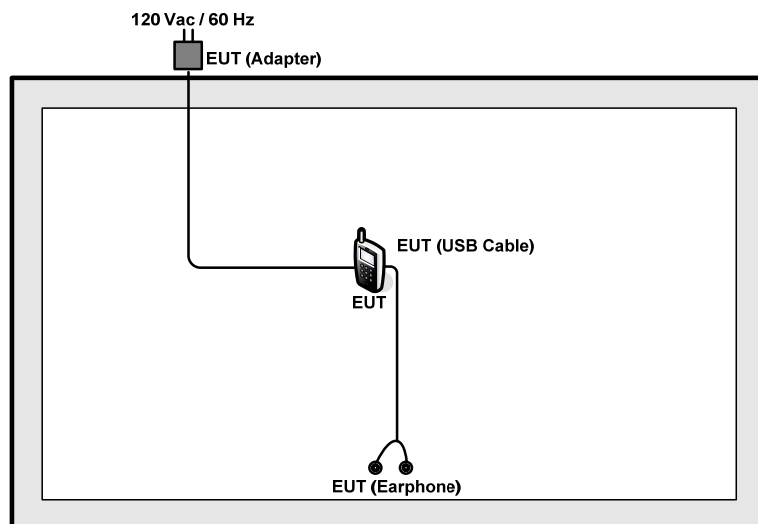 120 Vac / 60 Hz
EUT (Adapter)
EUT (USB Cable)
EUT
EUT (Earphone)